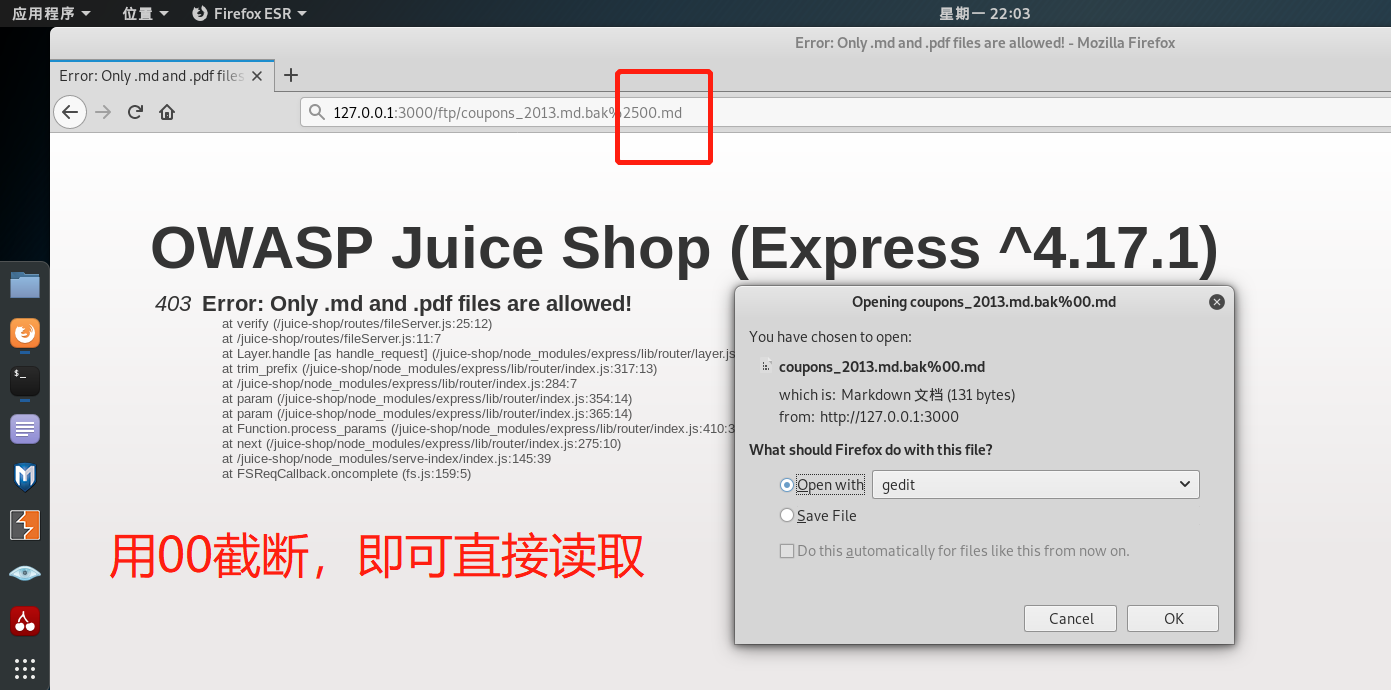 应用程序 位置 Firefox ESR 星期一 22:03
Error: Only .md and .pdf files are allowed! - Mozilla Firefox
Error: Only .md and .pdf files
127.0.0.1:3000/ftp/coupons_2013.md.bak%2500.md
OWASP Juice Shop (Express ^4.17.1)
403 Error: Only .md and .pdf files are allowed!
at verify (/juice-shop/routes/fileServer.js:25:12)
at /juice-shop/routes/fileServer.js:11:7
at Layer.handle [as handle_request] (/juice-shop/node_modules/express/lib/router/layer.js
at trim_prefix (/juice-shop/node_modules/express/lib/router/index.js:317:13)
at /juice-shop/node_modules/express/lib/router/index.js:284:7
at param (/juice-shop/node_modules/express/lib/router/index.js:354:14)
at param (/juice-shop/node_modules/express/lib/router/index.js:365:14)
at Function.process_params (/juice-shop/node_modules/express/lib/router/index.js:410:3
at next (/juice-shop/node_modules/express/lib/router/index.js:275:10)
at /juice-shop/node_modules/serve-index/index.js:145:39
at FSReqCallback.oncomplete (fs.js:159:5)
用00截断，即可直接读取
Opening coupons_2013.md.bak%00.md
You have chosen to open:
coupons_2013.md.bak%00.md
which is: Markdown 文档 (131 bytes)
from: http://127.0.0.1:3000
What should Firefox do with this file?
Open with gedit
Save File
Do this automatically for files like this from now on.
Cancel OK